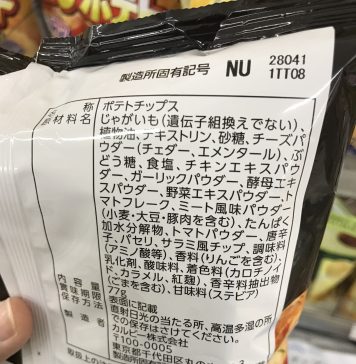 製造所固有記号 NU 28041
1TT08
称 ポテトチップス
原材料名 じゃがいも(遺伝子組換えでない)、
植物油、デキストリン、砂糖、チーズパ
ウダー(チェダー、エメンタール)、ぶ
どう糖、食塩、チキンエキスパウ
ダー、ガーリックパウダー、酵母エキ
スパウダー、野菜エキスパウダー、ト
マトフレーク、ミート風味パウダー
(小麦・大豆・豚肉を含む)、たんぱく
加水分解物、トマトパウダー、唐辛
子、パセリ、サラミ風チップ、調味料
(アミノ酸等)、香料(りんごを含む)、
乳化剤、酸味料、着色料(カロチノイ
ド、カラメル、紅麹)、香辛料抽出物
(ごま、大豆を含む)、甘味料(ステビア)
内容量 77g
賞味期限 表面に記載
保存方法 直射日光の当たる所、高温多湿の所
での保存はさけてください。
製造者 カルビー株式会社
〒100-0005
東京都千代田区丸の
製造所固有
取扱上の